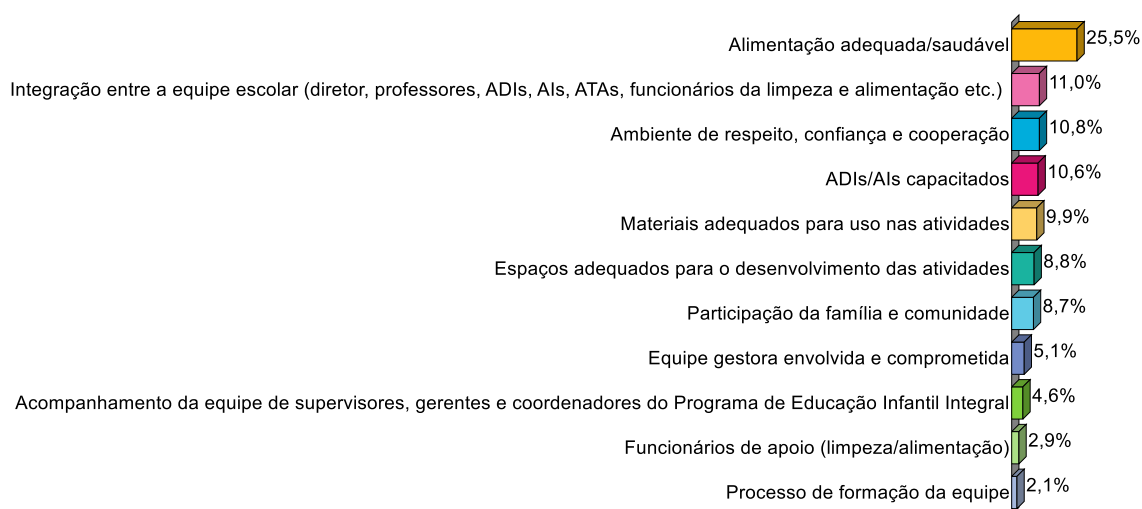 Alimentação adequada/saudável 25,5%
Integração entre a equipe escolar (diretor, professores, ADIs, AIs, ATAs, funcionários da limpeza e alimentação etc.) 11,0%
Ambiente de respeito, confiança e cooperação 10,8%
ADIs/AIs capacitados 10,6%
Materiais adequados para uso nas atividades 9,9%
Espaços adequados para o desenvolvimento das atividades 8,8%
Participação da família e comunidade 8,7%
Equipe gestora envolvida e comprometida 5,1%
Acompanhamento da equipe de supervisores, gerentes e coordenadores do Programa de Educação Infantil Integral 4,6%
Funcionários de apoio (limpeza/alimentação) 2,9%
Processo de formação da equipe 2,1%